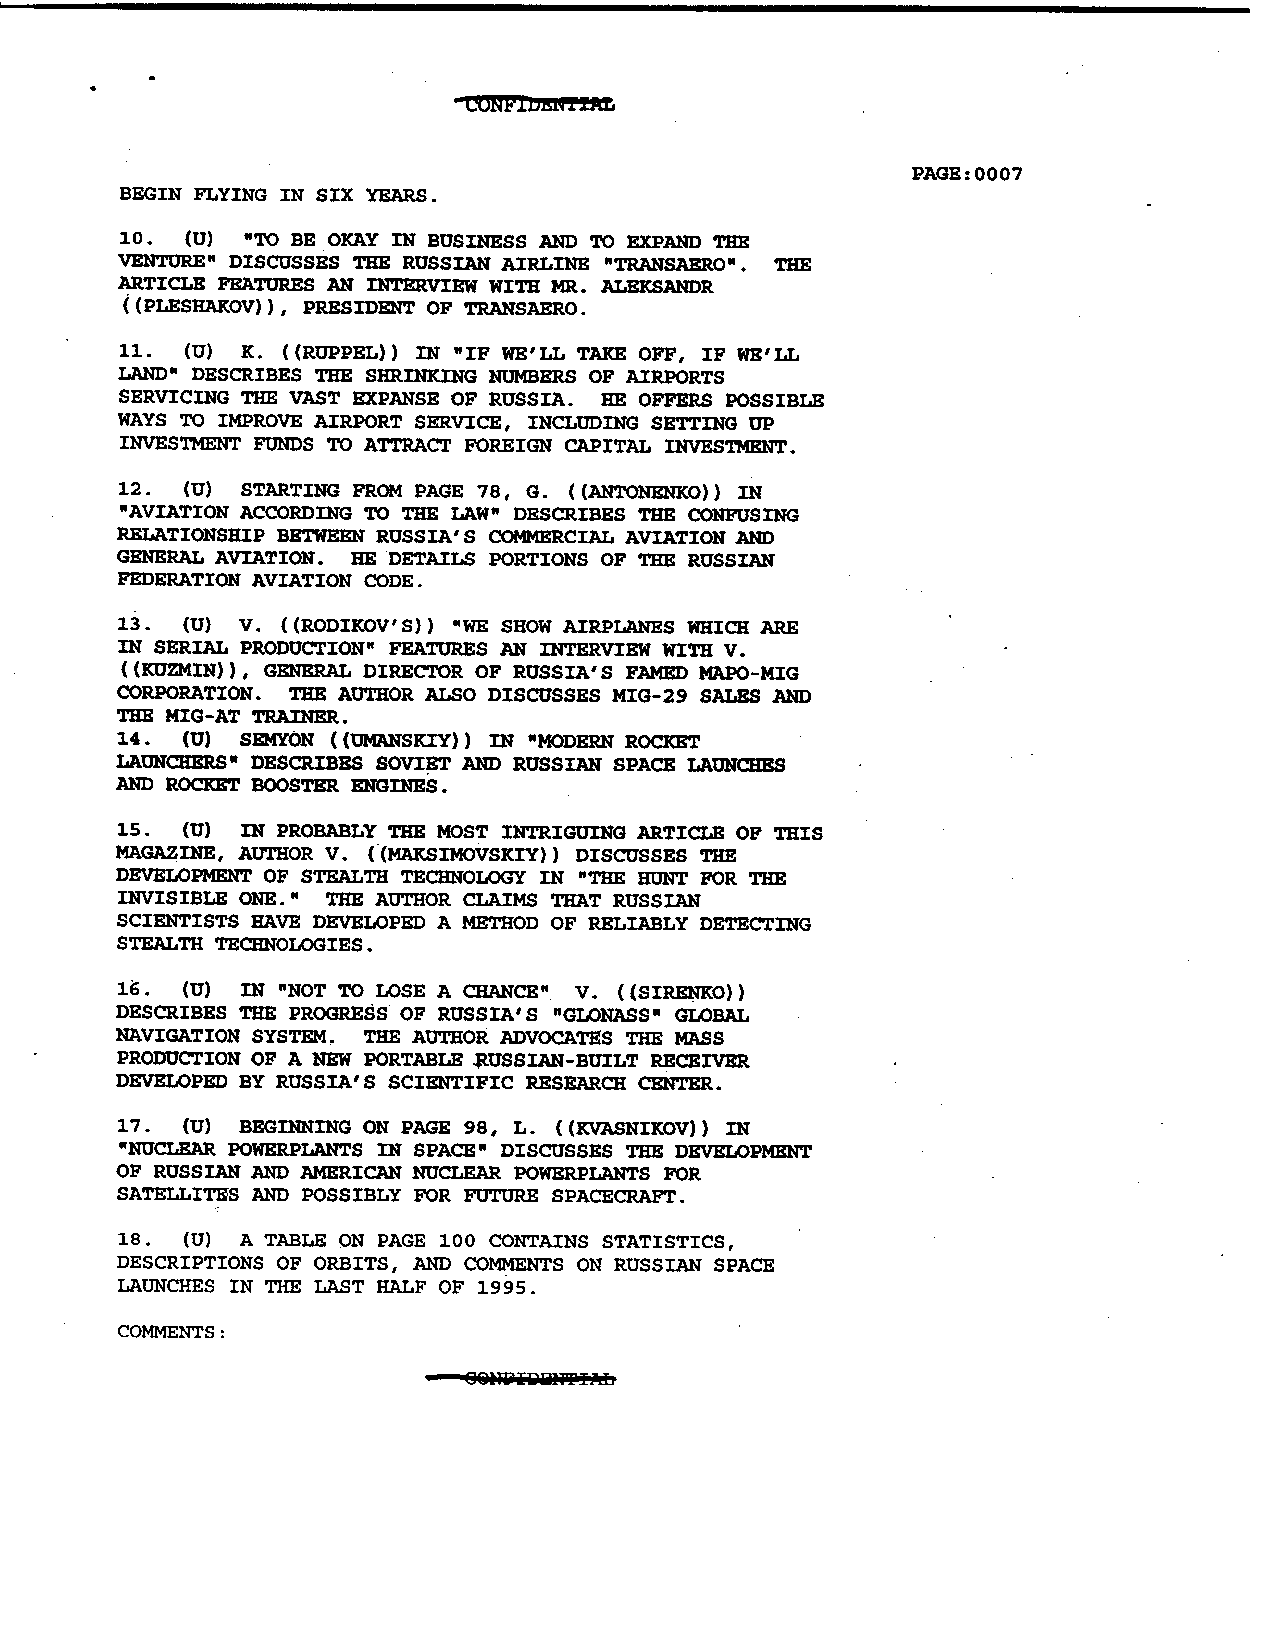 CONFIDENTIAL
PAGE:0007
BEGIN FLYING IN SIX YEARS.
10. (U) "TO BE OKAY IN BUSINESS AND TO EXPAND THE
VENTURE" DISCUSSES THE RUSSIAN AIRLINE "TRANSAERO". THE
ARTICLE FEATURES AN INTERVIEW WITH MR. ALEKSANDR
((PLESHAKOV)), PRESIDENT OF TRANSAERO.
11. (U) K. ((RUPPEL)) IN "IF WE'LL TAKE OFF, IF WE'LL
LAND" DESCRIBES THE SHRINKING NUMBERS OF AIRPORTS
SERVICING THE VAST EXPANSE OF RUSSIA. HE OFFERS POSSIBLE
WAYS TO IMPROVE AIRPORT SERVICE, INCLUDING SETTING UP
INVESTMENT FUNDS TO ATTRACT FOREIGN CAPITAL INVESTMENT.
12. (U) STARTING FROM PAGE 78, G. ((ANTONENKO)) IN
"AVIATION ACCORDING TO THE LAW" DESCRIBES THE CONFUSING
RELATIONSHIP BETWEEN RUSSIA'S COMMERCIAL AVIATION AND
GENERAL AVIATION. HE DETAILS PORTIONS OF THE RUSSIAN
FEDERATION AVIATION CODE.
13. (U) V. ((RODIKOV'S)) "WE SHOW AIRPLANES WHICH ARE
IN SERIAL PRODUCTION" FEATURES AN INTERVIEW WITH V.
((KUZMIN)), GENERAL DIRECTOR OF RUSSIA'S FAMED MAPO-MIG
CORPORATION. THE AUTHOR ALSO DISCUSSES MIG-29 SALES AND
THE MIG-AT TRAINER.
14. (U) SEMYON ((UMANSKIY)) IN "MODERN ROCKET
LAUNCHERS" DESCRIBES SOVIET AND RUSSIAN SPACE LAUNCHES
AND ROCKET BOOSTER ENGINES.
15. (U) IN PROBABLY THE MOST INTRIGUING ARTICLE OF THIS
MAGAZINE, AUTHOR V. ((MAKSIMOVSKIY)) DISCUSSES THE
DEVELOPMENT OF STEALTH TECHNOLOGY IN "THE HUNT FOR THE
INVISIBLE ONE." THE AUTHOR CLAIMS THAT RUSSIAN
SCIENTISTS HAVE DEVELOPED A METHOD OF RELIABLY DETECTING
STEALTH TECHNOLOGIES.
16. (U) IN "NOT TO LOSE A CHANCE" V. ((SIRENKO))
DESCRIBES THE PROGRESS OF RUSSIA'S "GLONASS" GLOBAL
NAVIGATION SYSTEM. THE AUTHOR ADVOCATES THE MASS
PRODUCTION OF A NEW PORTABLE RUSSIAN-BUILT RECEIVER
DEVELOPED BY RUSSIA'S SCIENTIFIC RESEARCH CENTER.
17. (U) BEGINNING ON PAGE 98, L. ((KVASNIKOV)) IN
"NUCLEAR POWERPLANTS IN SPACE" DISCUSSES THE DEVELOPMENT
OF RUSSIAN AND AMERICAN NUCLEAR POWERPLANTS FOR
SATELLITES AND POSSIBLY FOR FUTURE SPACECRAFT.
18. (U) A TABLE ON PAGE 100 CONTAINS STATISTICS,
DESCRIPTIONS OF ORBITS, AND COMMENTS ON RUSSIAN SPACE
LAUNCHES IN THE LAST HALF OF 1995.
COMMENTS:
CONFIDENTIAL